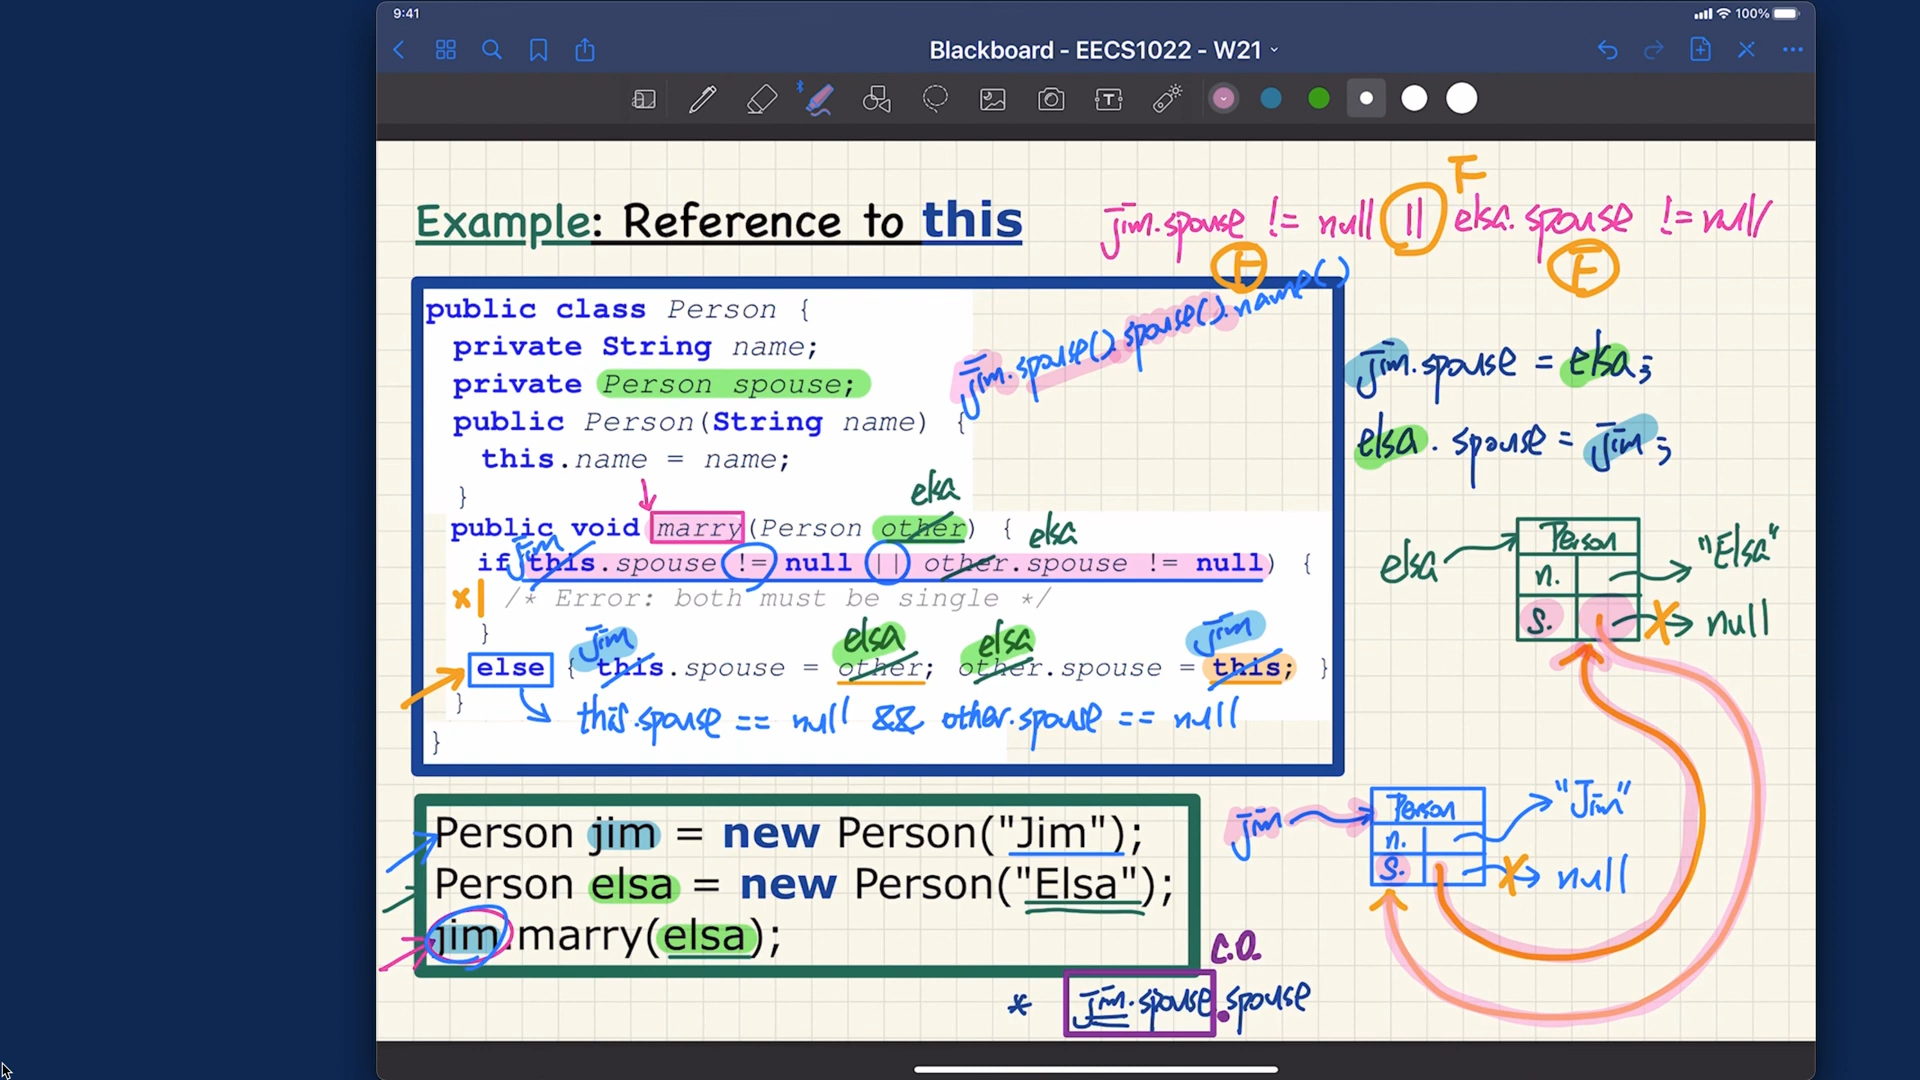 9:41
100%
Blackboard - EECS1022 - W21
F
Example: Reference to this
jim.spouse != null || elsa.spouse != null
F
F
public class Person {
private String name;
private Person spouse;
public Person(String name) {
this.name = name;
}
jim.spouse().spouse().name()
jim.spouse = elsa;
elsa.spouse = jim;
elsa
public void marry(Person other) {
jim
elsa
if(this.spouse != null || other.spouse != null) {
x /* Error: both must be single */
}
jim elsa elsa jim
else { this.spouse = other; other.spouse = this; }
}
this.spouse == null && other.spouse == null
}
elsa
Person
n.
"Elsa"
s.
null
Person jim = new Person("Jim");
Person elsa = new Person("Elsa");
jim.marry(elsa);
jim
Person
n.
"Jim"
s.
null
C.O.
* jim.spouse.spouse